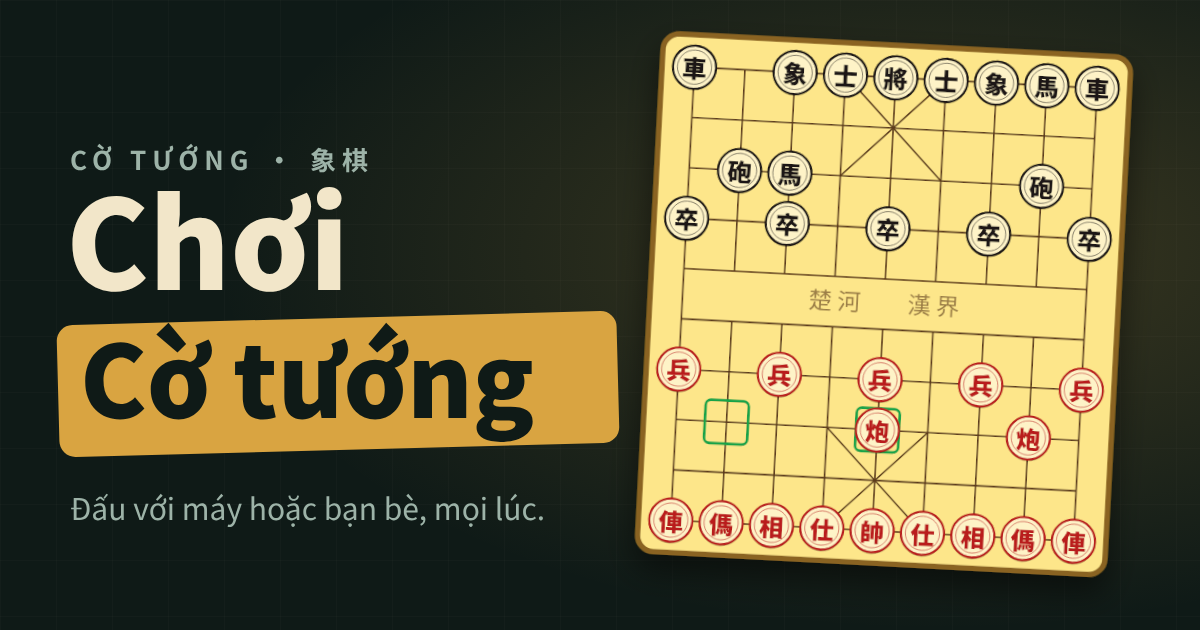 CỜ TƯỚNG • 象棋
Chơi
Cờ tướng
Đấu với máy hoặc bạn bè, mọi lúc.
車 象 士 將 士 象 馬 車
砲 馬 砲
卒 卒 卒 卒 卒
楚河 漢界
兵 兵 兵 兵 兵
炮 炮
俥 傌 相 仕 帥 仕 相 傌 俥